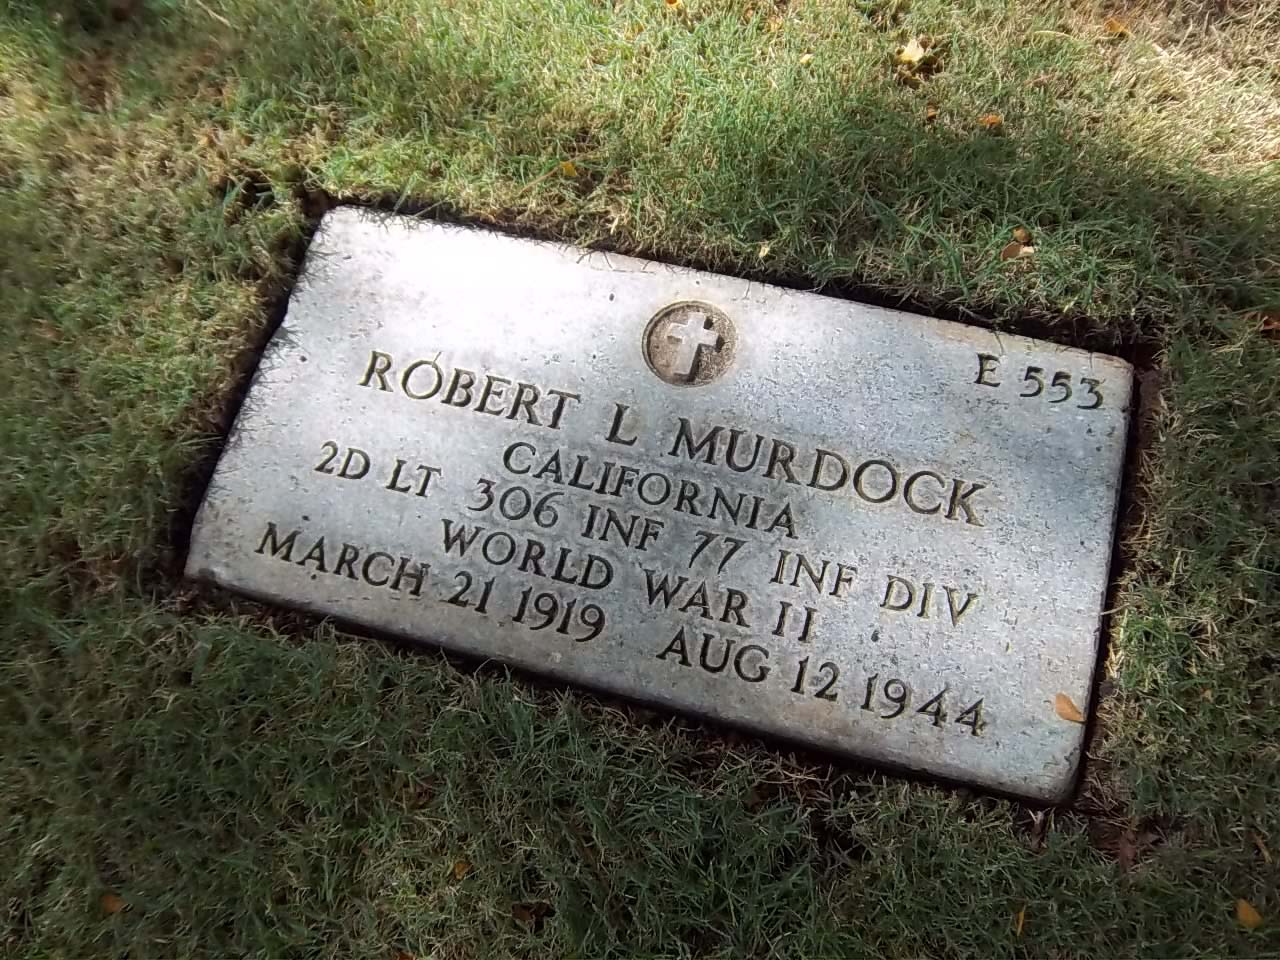 E 553
ROBERT L MURDOCK
CALIFORNIA
2D LT 306 INF 77 INF DIV
WORLD WAR II
MARCH 21 1919 AUG 12 1944